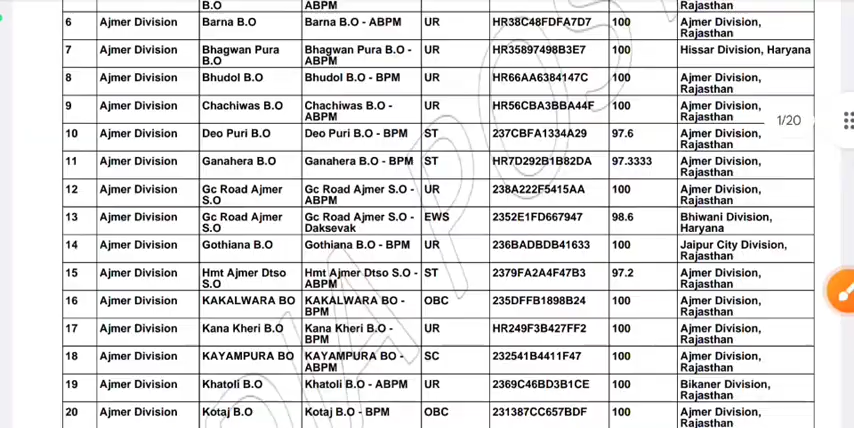 B.O ABPM Rajasthan
6 Ajmer Division Barna B.O Barna B.O - ABPM UR HR38C48FDFA7D7 100 Ajmer Division,
Rajasthan
7 Ajmer Division Bhagwan Pura Bhagwan Pura B.O - UR HR35897498B3E7 100 Hissar Division, Haryana
B.O ABPM
8 Ajmer Division Bhudol B.O Bhudol B.O - BPM UR HR66AA6384147C 100 Ajmer Division,
Rajasthan
9 Ajmer Division Chachiwas B.O Chachiwas B.O - UR HR56CBA3BBA44F 100 Ajmer Division,
ABPM Rajasthan
1/20
10 Ajmer Division Deo Puri B.O Deo Puri B.O - BPM ST 237CBFA1334A29 97.6 Ajmer Division,
Rajasthan
11 Ajmer Division Ganahera B.O Ganahera B.O - BPM ST HR7D292B1B82DA 97.3333 Ajmer Division,
Rajasthan
12 Ajmer Division Gc Road Ajmer Gc Road Ajmer S.O - UR 238A222F5415AA 100 Ajmer Division,
S.O ABPM Rajasthan
13 Ajmer Division Gc Road Ajmer Gc Road Ajmer S.O - EWS 2352E1FD667947 98.6 Bhiwani Division,
S.O Daksevak Haryana
14 Ajmer Division Gothiana B.O Gothiana B.O - BPM UR 236BADBDB41633 100 Jaipur City Division,
Rajasthan
15 Ajmer Division Hmt Ajmer Dtso Hmt Ajmer Dtso S.O - ST 2379FA2A4F47B3 97.2 Ajmer Division,
S.O ABPM Rajasthan
16 Ajmer Division KAKALWARA BO KAKALWARA BO - OBC 235DFFB1898B24 100 Ajmer Division,
BPM Rajasthan
17 Ajmer Division Kana Kheri B.O Kana Kheri B.O - UR HR249F3B427FF2 100 Ajmer Division,
BPM Rajasthan
18 Ajmer Division KAYAMPURA BO KAYAMPURA BO - SC 232541B4411F47 100 Ajmer Division,
ABPM Rajasthan
19 Ajmer Division Khatoli B.O Khatoli B.O - ABPM UR 2369C46BD3B1CE 100 Bikaner Division,
Rajasthan
20 Ajmer Division Kotaj B.O Kotaj B.O - BPM OBC 231387CC657BDF 100 Ajmer Division,
Rajasthan